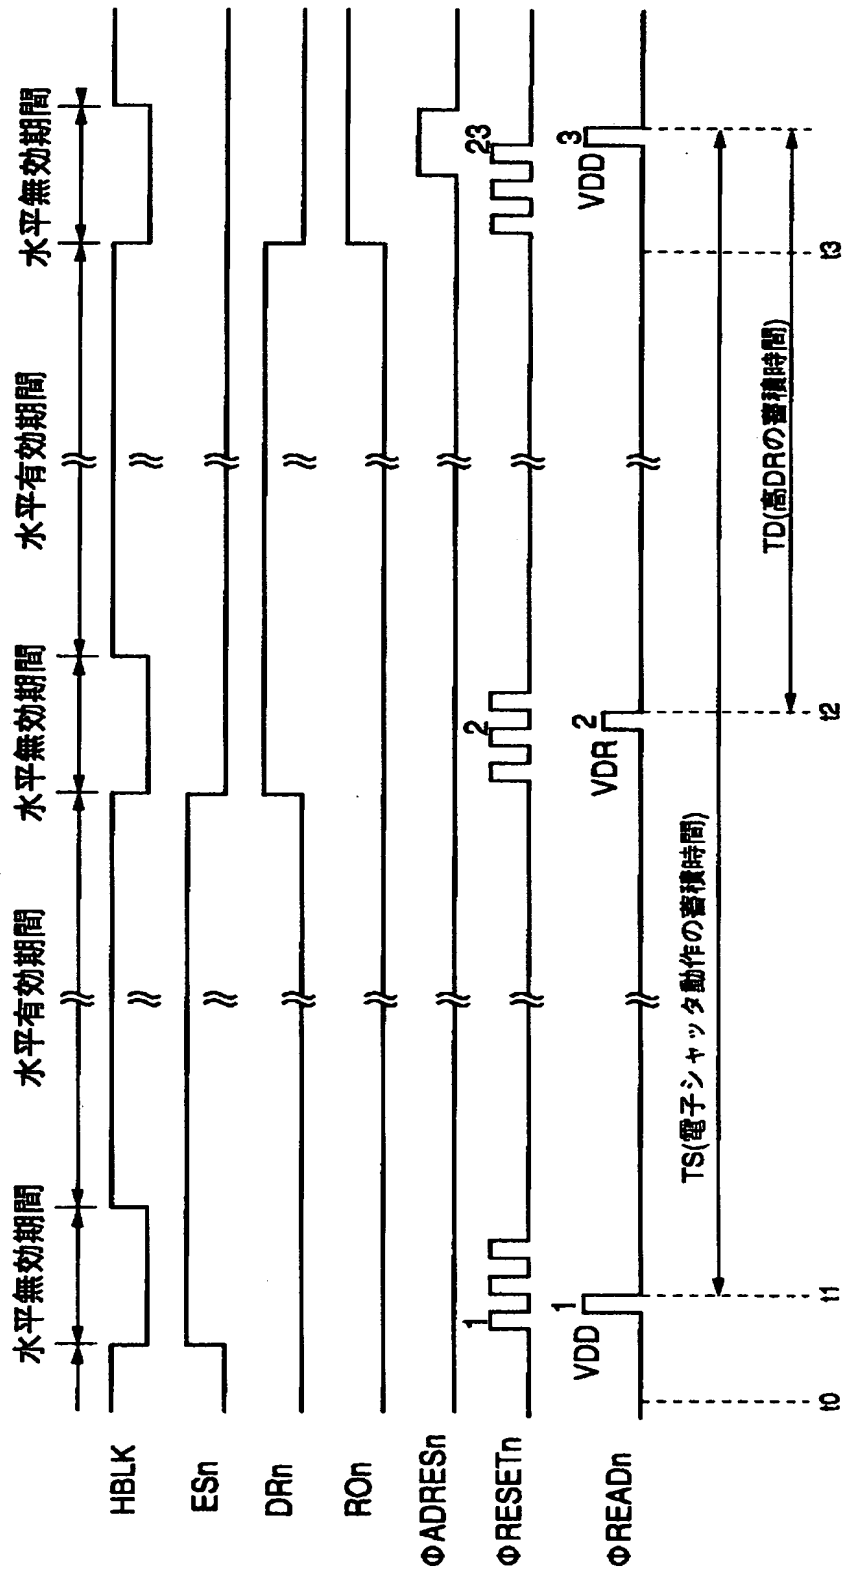 水平無効期間
水平有効期間
水平無効期間
水平有効期間
水平無効期間
HBLK
ESn
DRn
ROn
ΦADRESn
ΦRESETn
1
2
23
ΦREADn
VDD
1
VDR
2
VDD
3
TS(電子シャッタ動作の蓄積時間)
TD(高DRの蓄積時間)
t0
t1
t2
t3